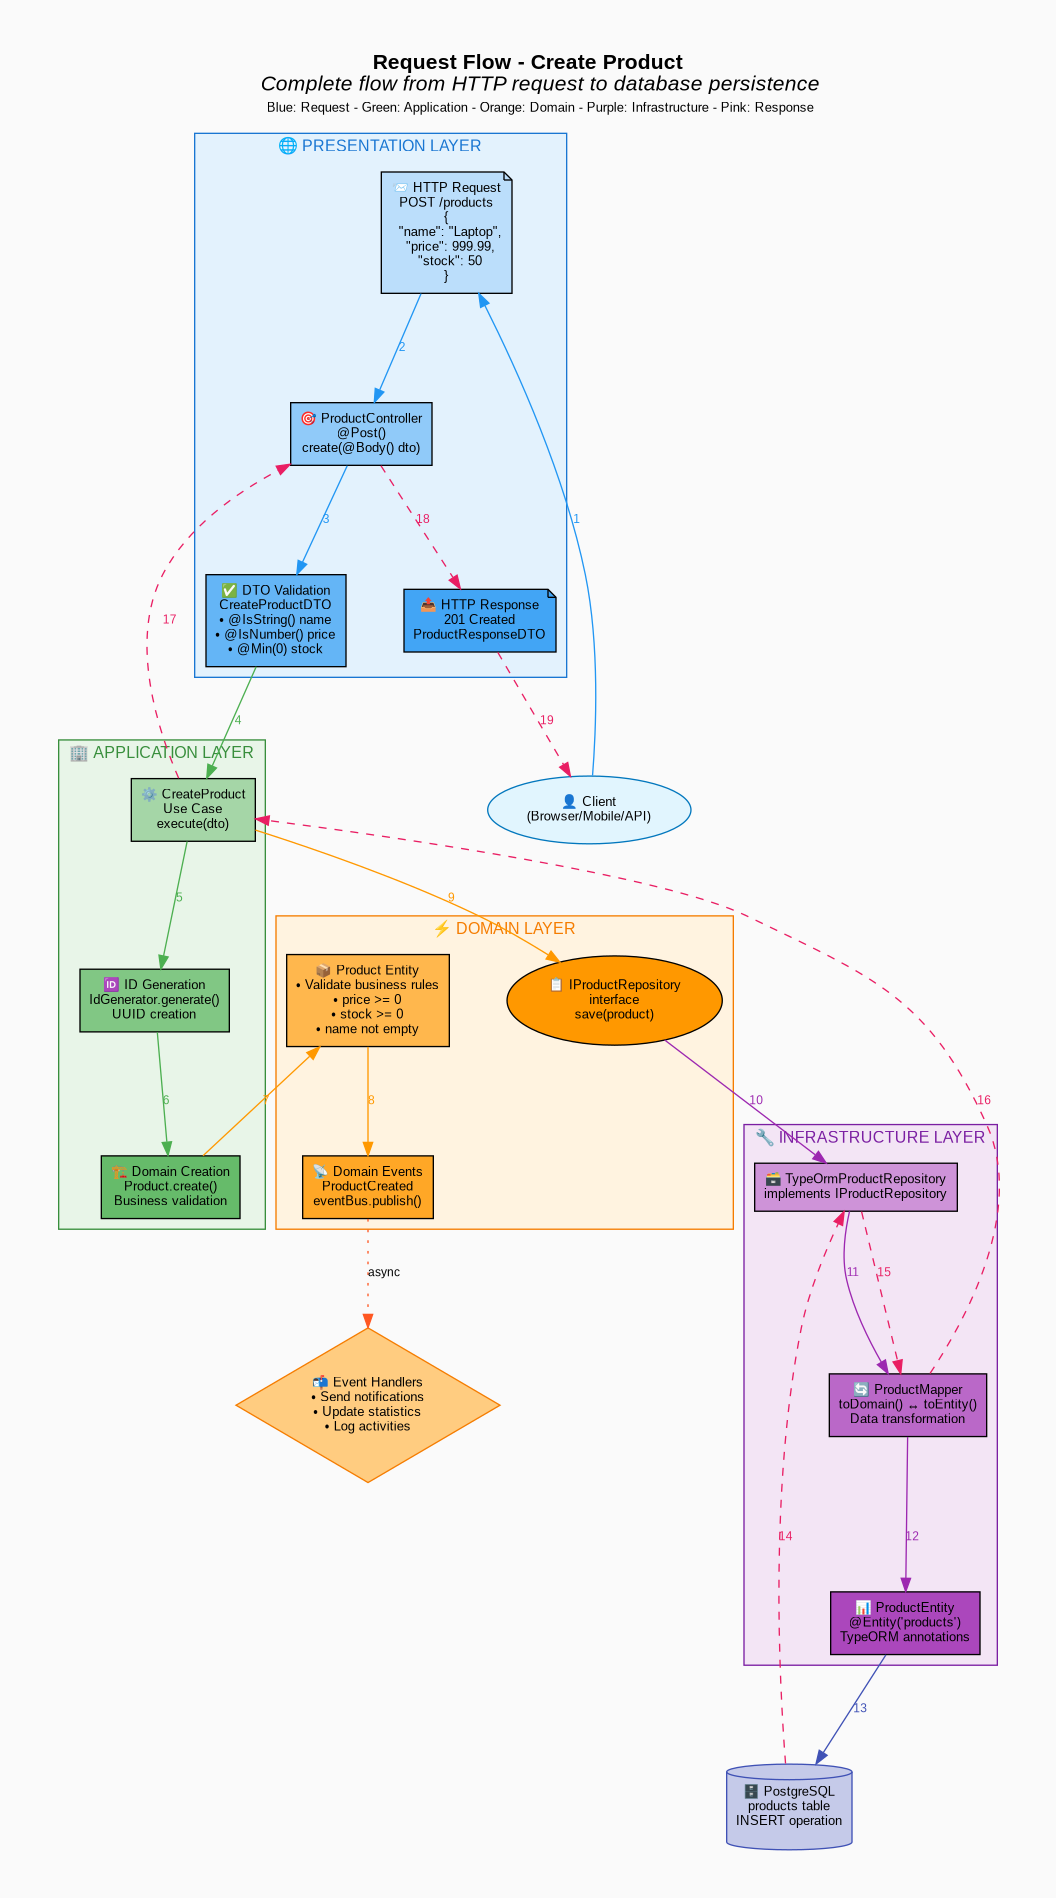 Request Flow - Create Product
Complete flow from HTTP request to database persistence
Blue: Request - Green: Application - Orange: Domain - Purple: Infrastructure - Pink: Response
🌐 PRESENTATION LAYER
📨 HTTP Request
POST /products
{
"name": "Laptop",
"price": 999.99,
"stock": 50
}
2
🎯 ProductController
@Post()
create(@Body() dto)
3
18
1
✅ DTO Validation
CreateProductDTO
• @IsString() name
• @IsNumber() price
• @Min(0) stock
📤 HTTP Response
201 Created
ProductResponseDTO
17
4
19
🏢 APPLICATION LAYER
⚙️ CreateProduct
Use Case
execute(dto)
👤 Client
(Browser/Mobile/API)
5
9
⚡ DOMAIN LAYER
🆔 ID Generation
IdGenerator.generate()
UUID creation
📦 Product Entity
• Validate business rules
• price >= 0
• stock >= 0
• name not empty
📋 IProductRepository
interface
save(product)
6
7
8
10
16
🏗️ Domain Creation
Product.create()
Business validation
📡 Domain Events
ProductCreated
eventBus.publish()
🔧 INFRASTRUCTURE LAYER
🗃️ TypeOrmProductRepository
implements IProductRepository
async
11
15
📬 Event Handlers
• Send notifications
• Update statistics
• Log activities
🔄 ProductMapper
toDomain() ↔ toEntity()
Data transformation
14
12
📊 ProductEntity
@Entity('products')
TypeORM annotations
13
🗄️ PostgreSQL
products table
INSERT operation